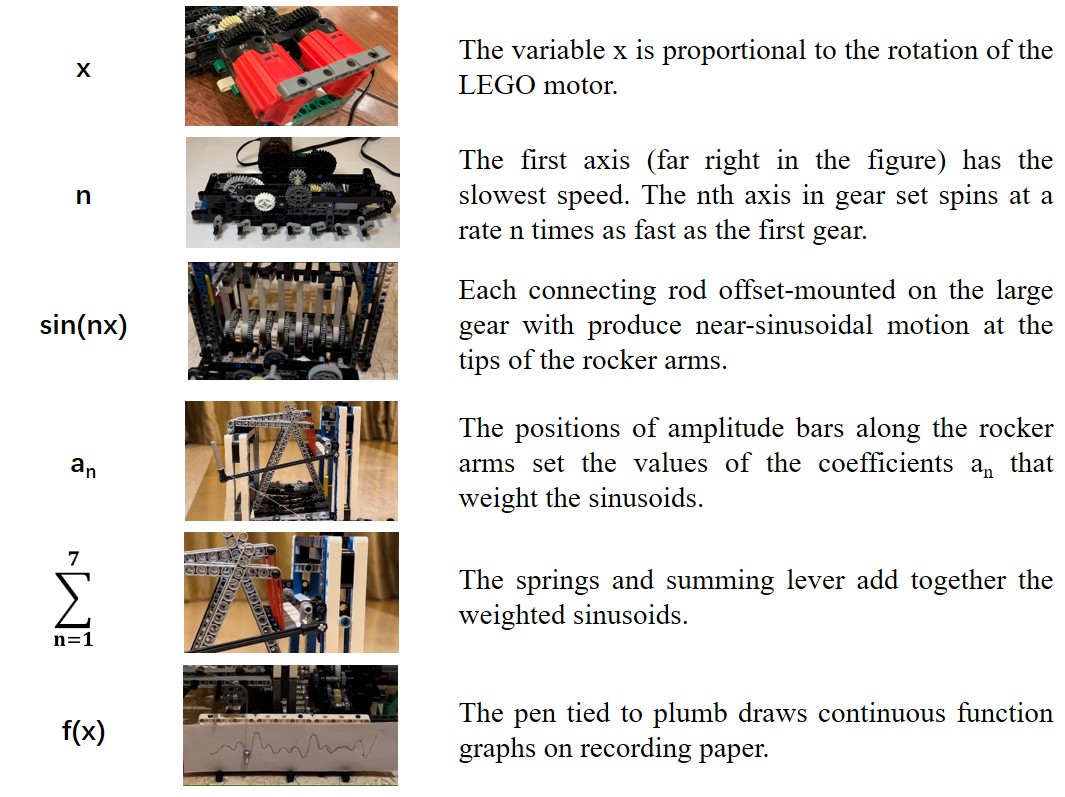 x
The variable x is proportional to the rotation of the
LEGO motor.
n
The first axis (far right in the figure) has the
slowest speed. The nth axis in gear set spins at a
rate n times as fast as the first gear.
sin(nx)
Each connecting rod offset-mounted on the large
gear with produce near-sinusoidal motion at the
tips of the rocker arms.
aₙ
The positions of amplitude bars along the rocker
arms set the values of the coefficients aₙ that
weight the sinusoids.
7
∑
n=1
The springs and summing lever add together the
weighted sinusoids.
f(x)
The pen tied to plumb draws continuous function
graphs on recording paper.